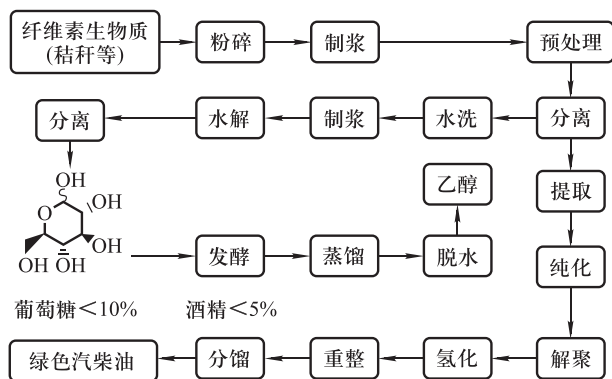 纤维素生物质
(秸秆等)
粉碎
制浆
预处理
分离
水解
制浆
水洗
分离
OH
O
OH
OH
OH
OH
乙醇
提取
发酵
蒸馏
脱水
纯化
葡萄糖<10%
酒精<5%
绿色汽柴油
分馏
重整
氢化
解聚